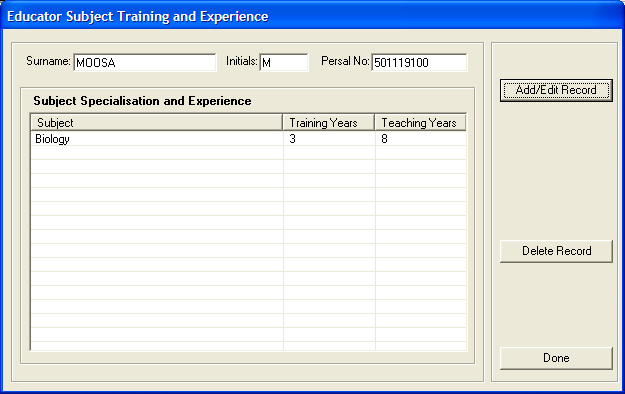 Educator Subject Training and Experience
Surname: MOOSA Initials: M Persal No: 501119100
Add/Edit Record
Subject Specialisation and Experience
Subject Training Years Teaching Years
Biology 3 8
Delete Record
Done